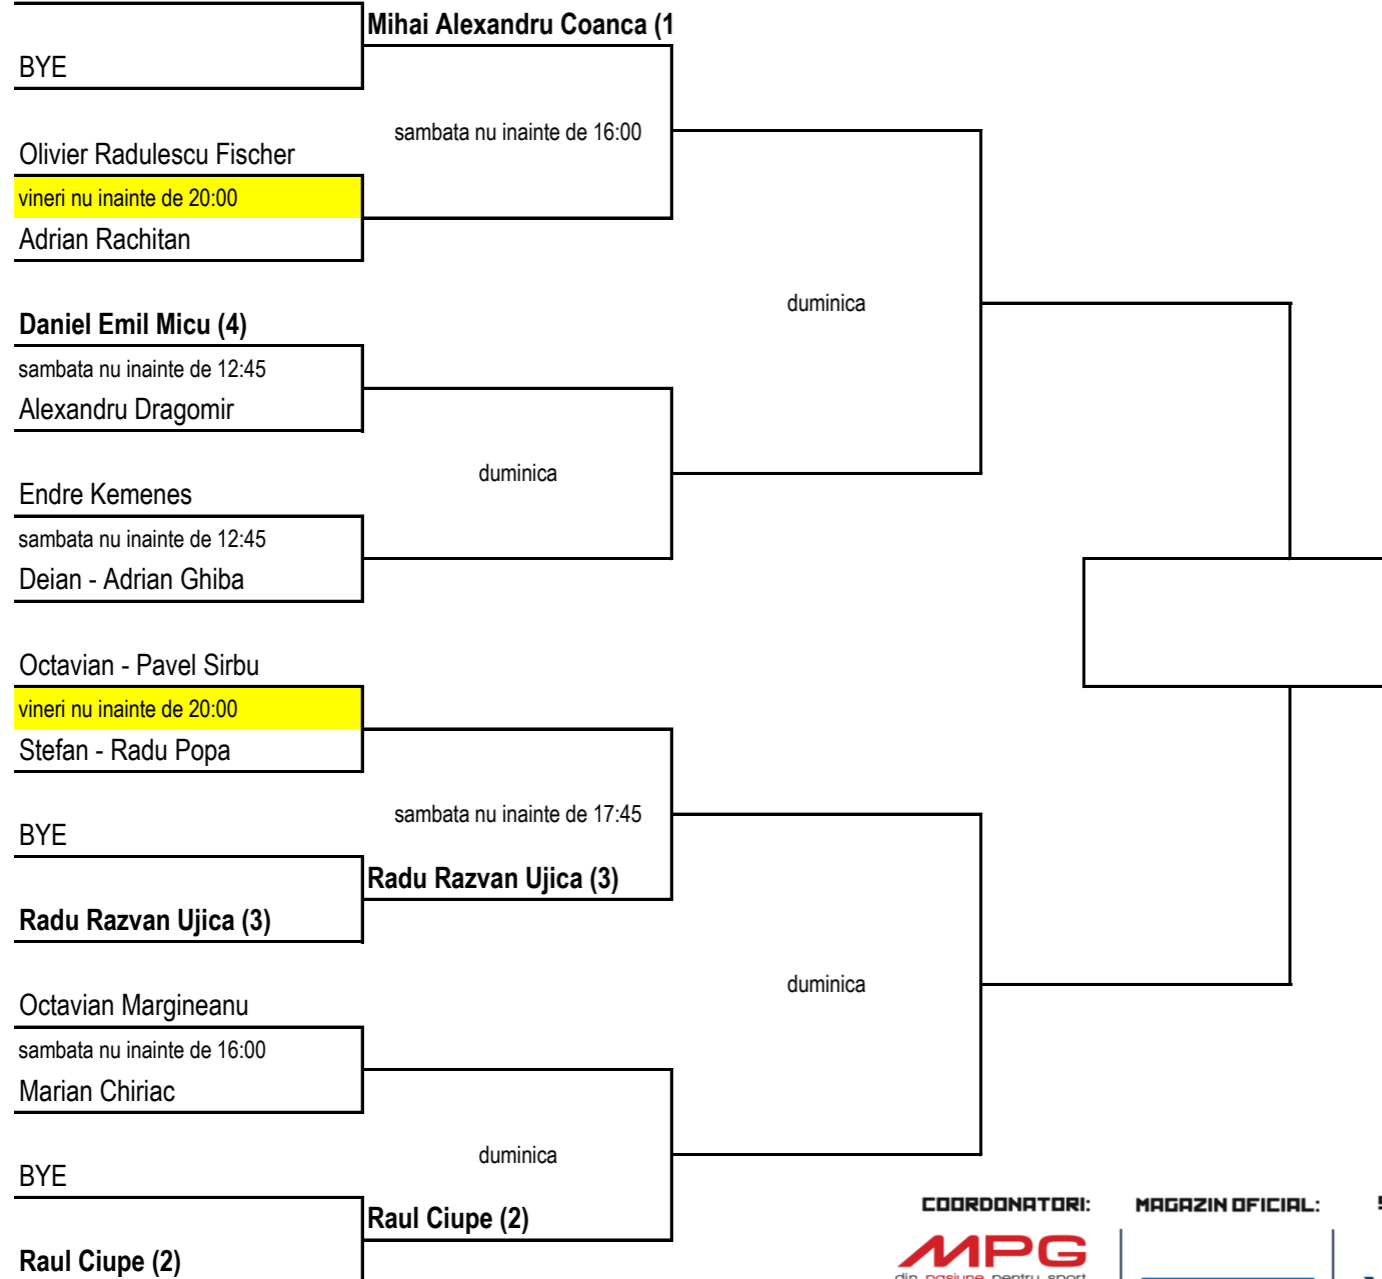 Mihai Alexandru Coanca (1
BYE
sambata nu inainte de 16:00
Olivier Radulescu Fischer
vineri nu inainte de 20:00
Adrian Rachitan
duminica
Daniel Emil Micu (4)
sambata nu inainte de 12:45
Alexandru Dragomir
duminica
Endre Kemenes
sambata nu inainte de 12:45
Deian - Adrian Ghiba
Octavian - Pavel Sirbu
vineri nu inainte de 20:00
Stefan - Radu Popa
sambata nu inainte de 17:45
BYE
Radu Razvan Ujica (3)
Radu Razvan Ujica (3)
duminica
Octavian Margineanu
sambata nu inainte de 16:00
Marian Chiriac
duminica
BYE
Raul Ciupe (2)
Raul Ciupe (2)
COORDONATORI:
MAGAZIN OFICIAL:
MPG
din pasiune pentru sport